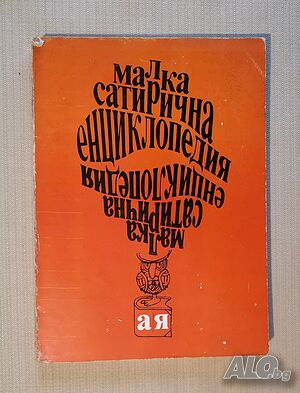 малка
сатирична
енциклопедия
енциклопедия
сатирична
малка
а я
ALO.bg